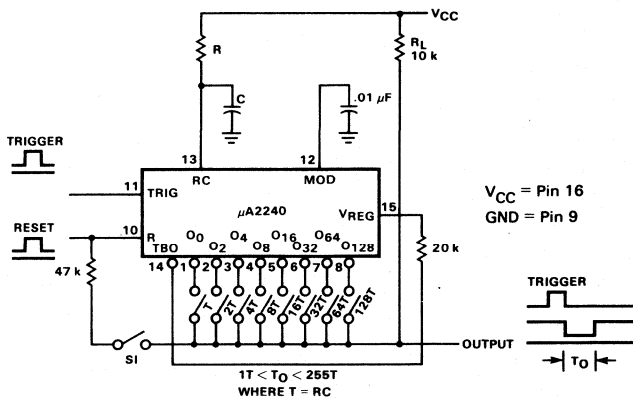 VCC
R
RL
10 k
C
.01 μF
TRIGGER
13
12
RC
MOD
11
TRIG
μA2240
VREG
15
VCC = Pin 16
GND = Pin 9
RESET
10
R
O0
O2
O4
O8
O16
O32
O64
O128
TBO
20 k
47 k
14
1
2
3
4
5
6
7
8
T
2T
4T
8T
16T
32T
64T
128T
TRIGGER
SI
OUTPUT
TO
1T < TO < 255T
WHERE T = RC